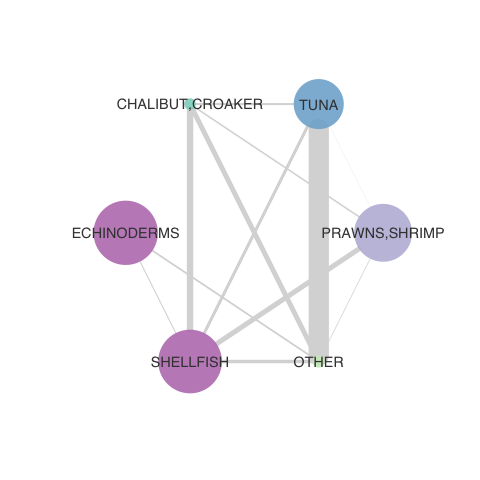 CHALIBUT,CROAKER
TUNA
ECHINODERMS
PRAWNS,SHRIMP
SHELLFISH
OTHER